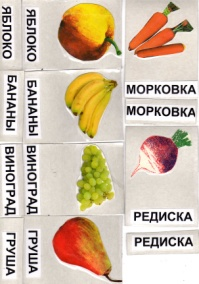 ЯБЛОКО
ЯБЛОКО
БАНАНЫ
БАНАНЫ
ВИНОГРАД
ВИНОГРАД
ГРУША
ГРУША
МОРКОВКА
МОРКОВКА
РЕДИСКА
РЕДИСКА